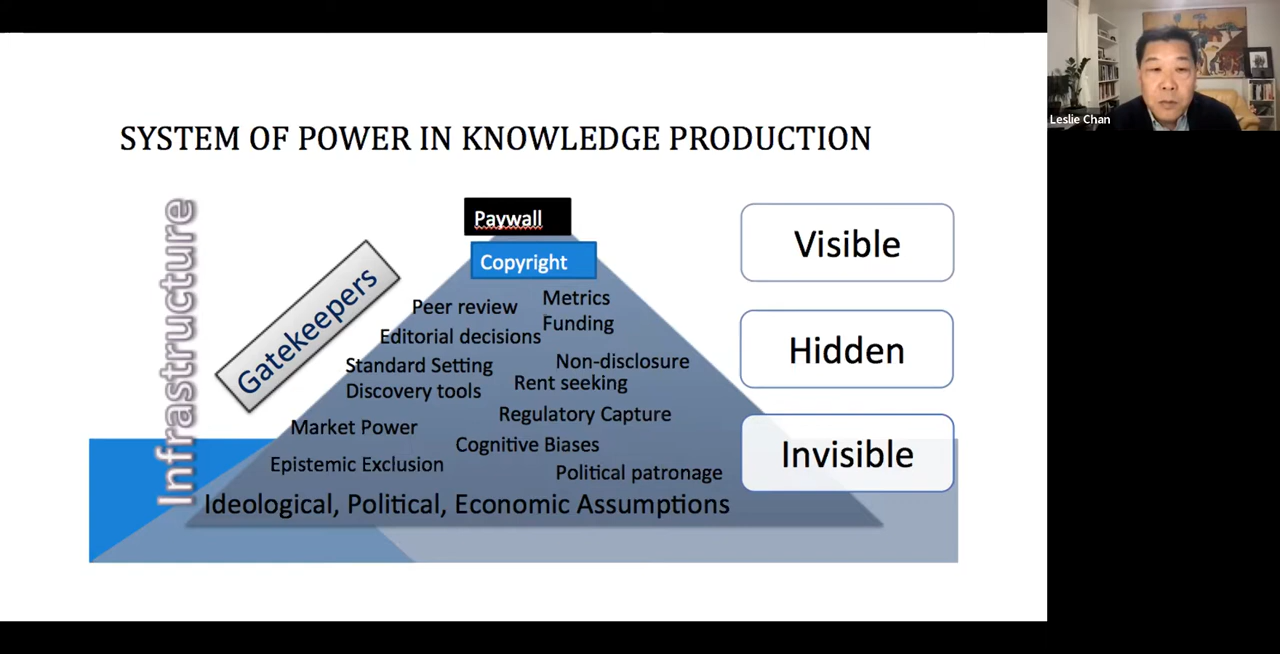 SYSTEM OF POWER IN KNOWLEDGE PRODUCTION
Leslie Chan
Infrastructure
Gatekeepers
Paywall
Copyright
Peer review
Metrics
Funding
Editorial decisions
Standard Setting
Non-disclosure
Discovery tools
Rent seeking
Regulatory Capture
Market Power
Cognitive Biases
Epistemic Exclusion
Political patronage
Ideological, Political, Economic Assumptions
Visible
Hidden
Invisible